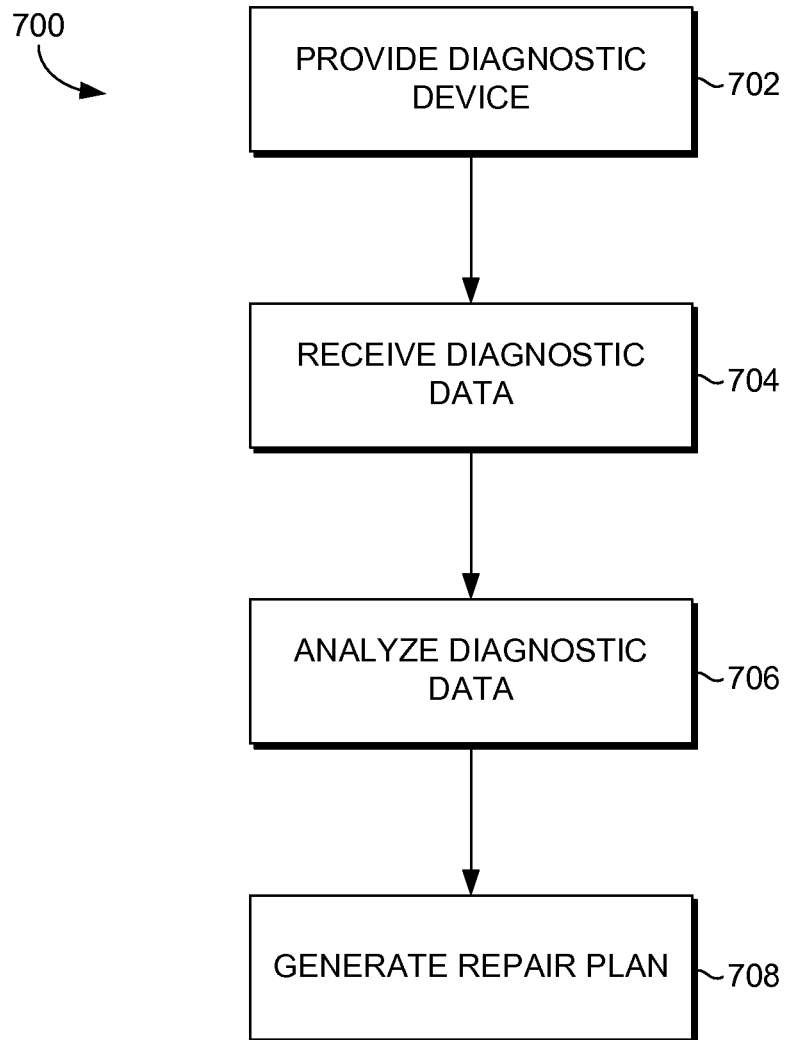 700
PROVIDE DIAGNOSTIC
DEVICE
702
RECEIVE DIAGNOSTIC
DATA
704
ANALYZE DIAGNOSTIC
DATA
706
GENERATE REPAIR PLAN
708